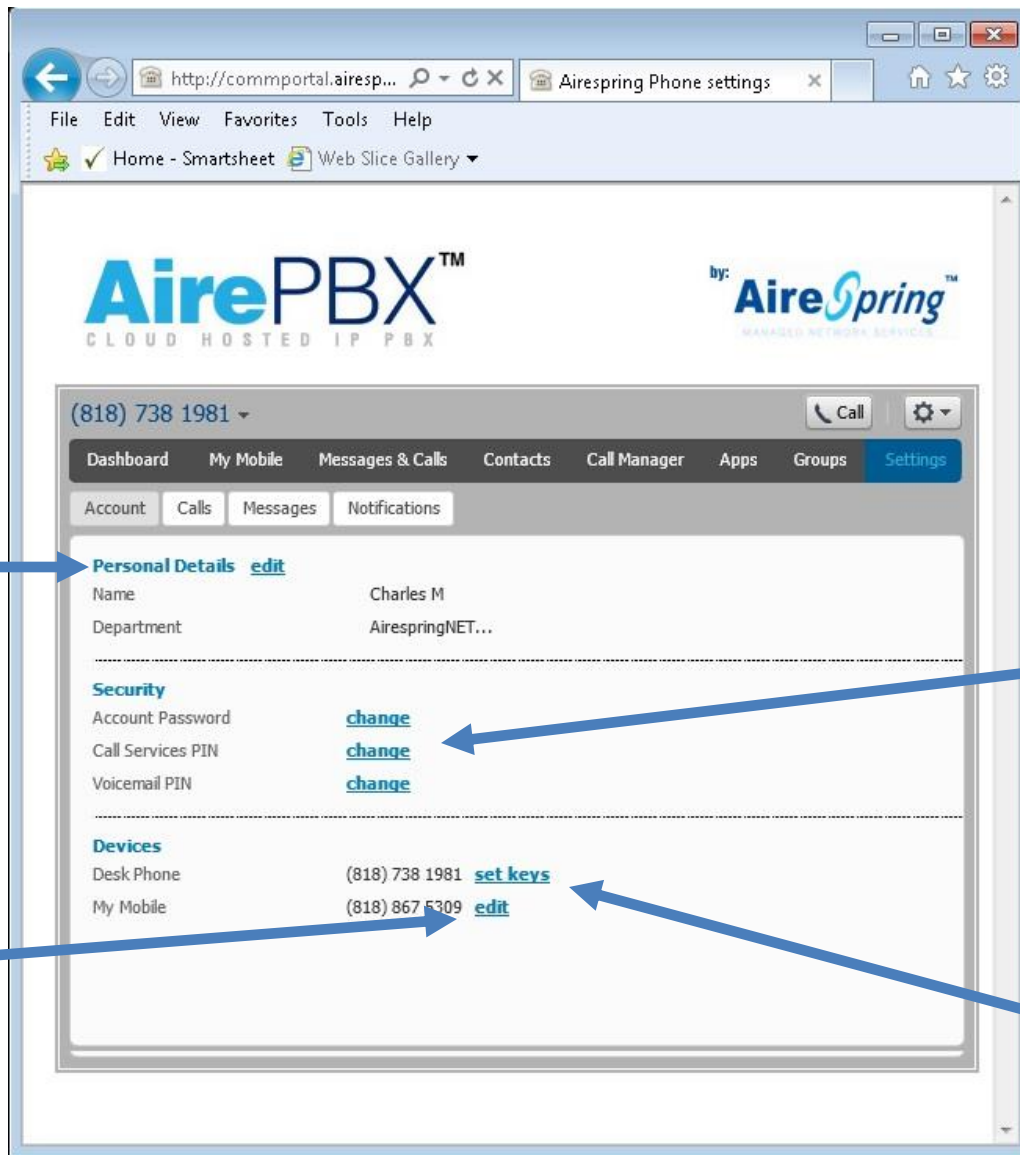 http://commportal.airesp...
Airespring Phone settings
File Edit View Favorites Tools Help
Home - Smartsheet Web Slice Gallery
AirePBX™
CLOUD HOSTED IP PBX
by:
AireSpring™
MANAGED NETWORK SERVICES
(818) 738 1981
Call
Dashboard My Mobile Messages & Calls Contacts Call Manager Apps Groups Settings
Account Calls Messages Notifications
Personal Details edit
Name Charles M
Department AirespringNET...
Security
Account Password change
Call Services PIN change
Voicemail PIN change
Devices
Desk Phone (818) 738 1981 set keys
My Mobile (818) 867 5309 edit